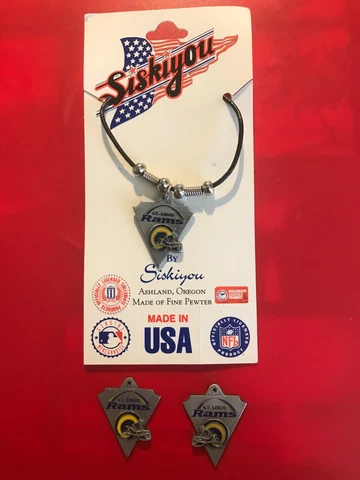 Siskiyou
ST. LOUIS
Rams
BY
Siskiyou
ASHLAND, OREGON
MADE OF FINE PEWTER
MADE IN
USA
NFL
ST. LOUIS
Rams
ST. LOUIS
Rams